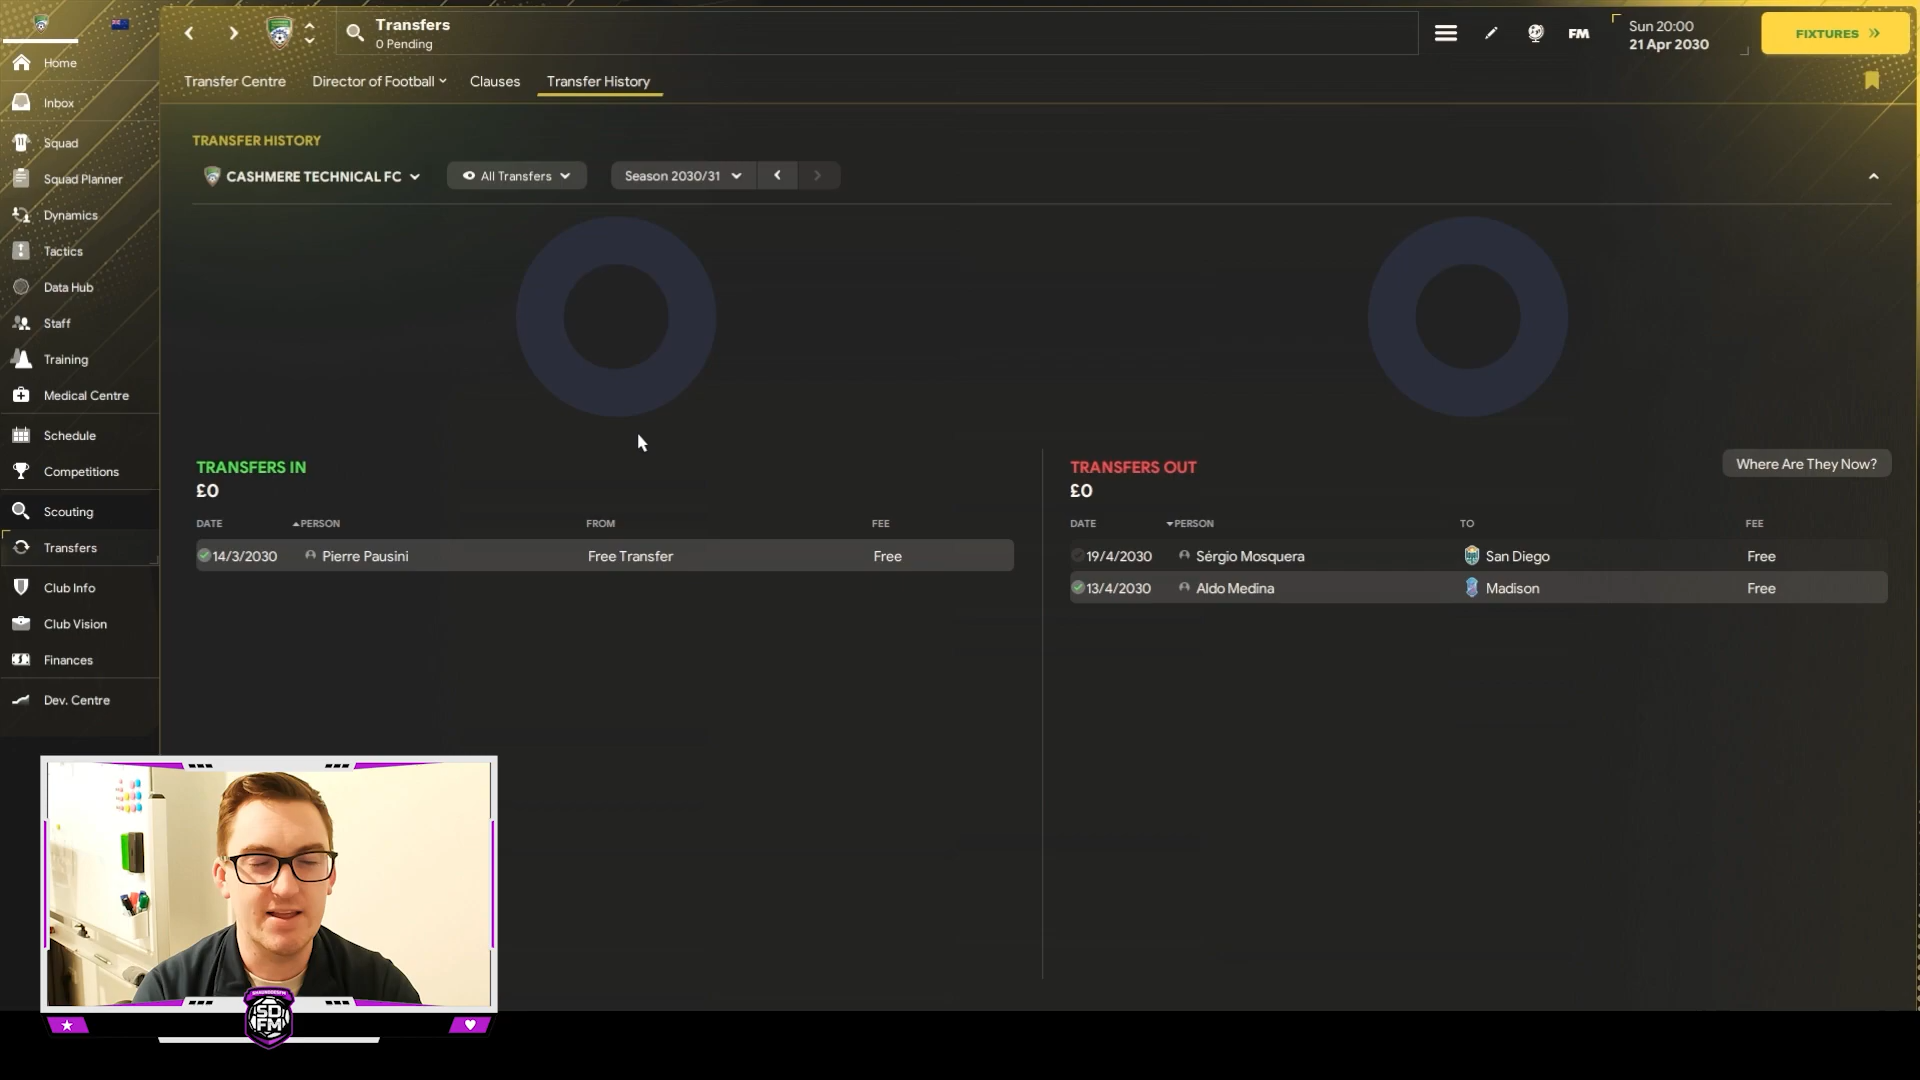 Transfers
0 Pending
FM
Sun 20:00
21 Apr 2030
FIXTURES
Home
Inbox
Squad
Squad Planner
Dynamics
Tactics
Data Hub
Staff
Training
Medical Centre
Schedule
Competitions
Scouting
Transfers
Club Info
Club Vision
Finances
Dev. Centre
Transfer Centre
Director of Football
Clauses
Transfer History
TRANSFER HISTORY
CASHMERE TECHNICAL FC
All Transfers
Season 2030/31
TRANSFERS IN
£0
DATE PERSON FROM FEE
14/3/2030 Pierre Pausini Free Transfer Free
TRANSFERS OUT
£0
Where Are They Now?
DATE PERSON TO FEE
19/4/2030 Sérgio Mosquera San Diego Free
13/4/2030 Aldo Medina Madison Free
SD
FM